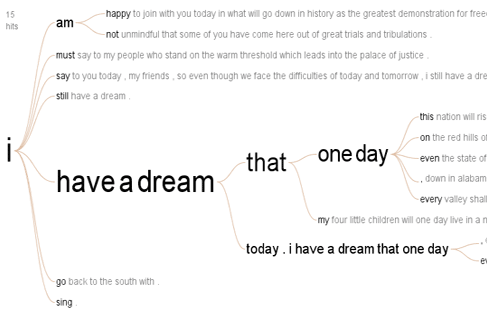 15
hits
i
am
happy to join with you today in what will go down in history as the greatest demonstration for
not unmindful that some of you have come here out of great trials and tribulations .
must say to my people who stand on the warm threshold which leads into the palace of justice .
say to you today , my friends , so even though we face the difficulties of today and tomorrow , i still have a
still have a dream .
have a dream
that
one day
this nation will
on the red hills
even the state of
, down in
every valley
my four little children will one day live in a
today . i have a dream that one day
,
go back to the south with .
sing .